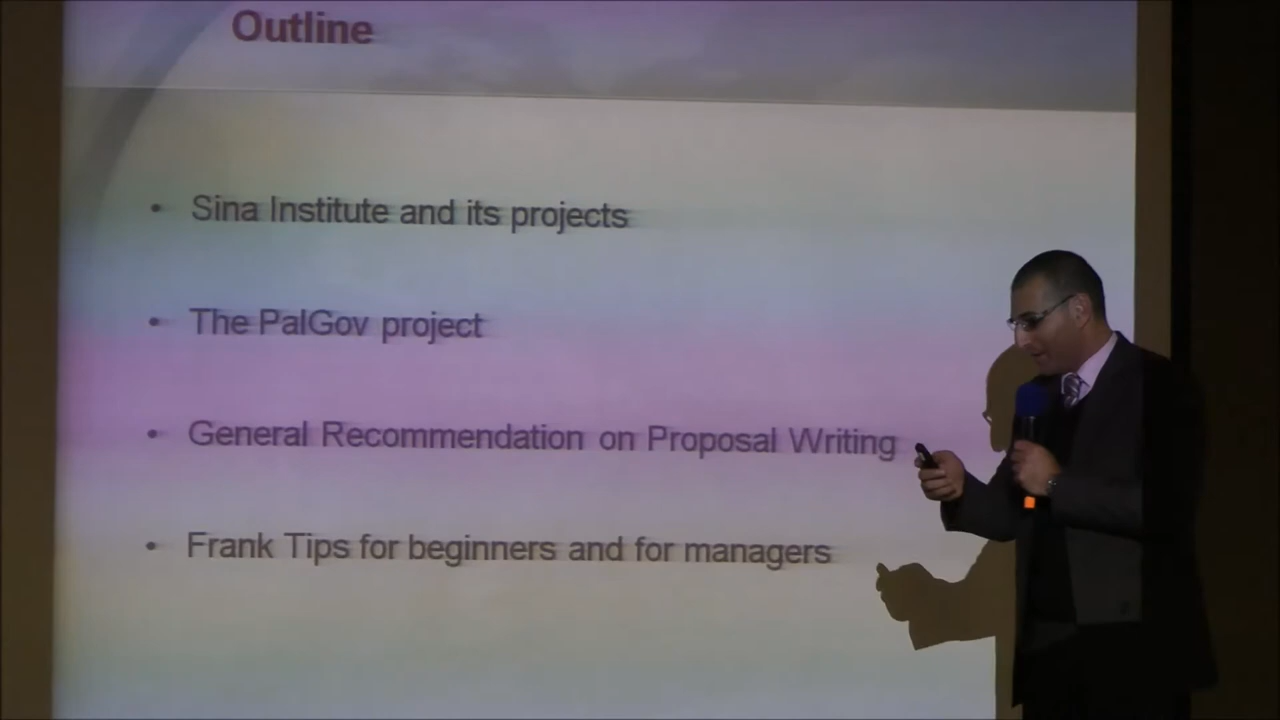 Outline
• Sina Institute and its projects
• The PalGov project
• General Recommendation on Proposal Writing
• Frank Tips for beginners and for managers